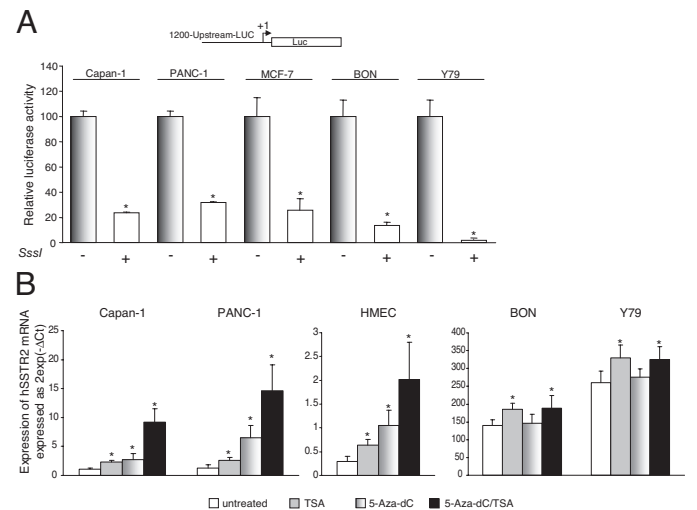 A
+1
1200-Upstream-LUC
Luc
Relative luciferase activity
140
120
100
80
60
40
20
0
Capan-1 PANC-1 MCF-7 BON Y79
* * * * *
SssI - + - + - + - + - +
B
Expression of hSSTR2 mRNA
expressed as 2exp(-ΔCt)
Capan-1 PANC-1 HMEC BON Y79
25
20
15
10
5
0
* * * * * *
3
2.5
2
1.5
1
0.5
0
* * *
400
350
300
250
200
150
100
50
0
* * * *
untreated TSA 5-Aza-dC 5-Aza-dC/TSA